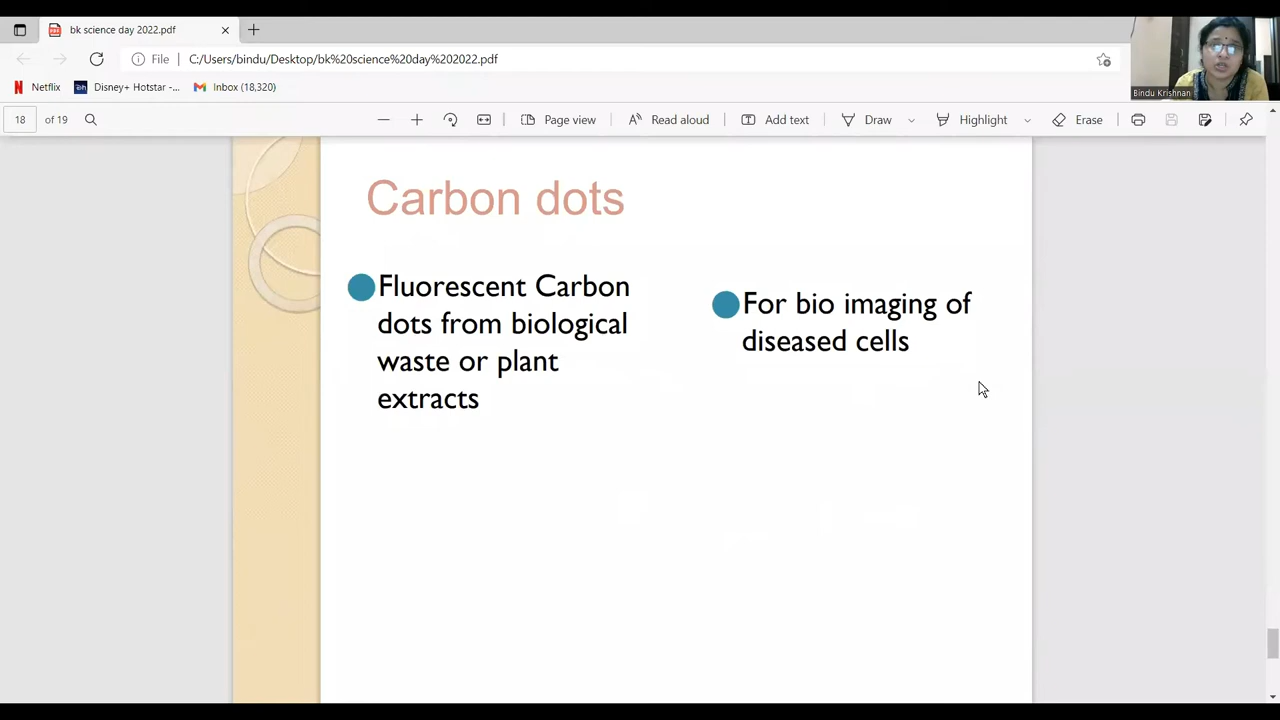 bk science day 2022.pdf
File C:/Users/bindu/Desktop/bk%20science%20day%202022.pdf
Netflix Disney+ Hotstar -... Inbox (18,320)
Bindu Krishnan
18 of 19 Page view Read aloud Add text Draw Highlight Erase
Carbon dots
Fluorescent Carbon
dots from biological
waste or plant
extracts
For bio imaging of
diseased cells